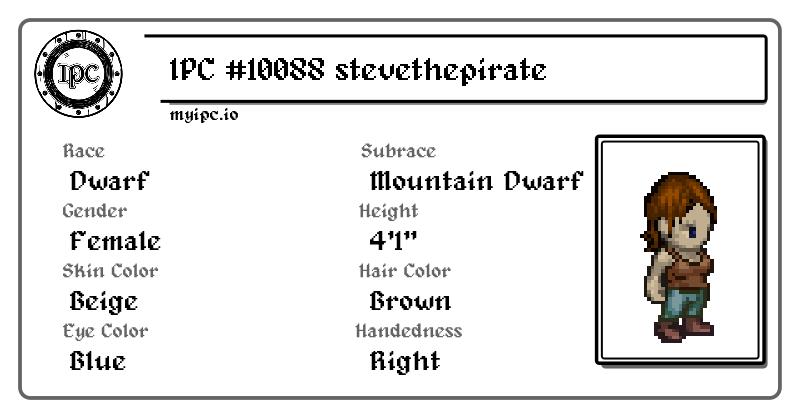 IPC
IPC #10088 stevethepirate
myipc.io
Race
Subrace
Dwarf
Mountain Dwarf
Gender
Height
Female
4'1"
Skin Color
Hair Color
Beige
Brown
Eye Color
Handedness
Blue
Right